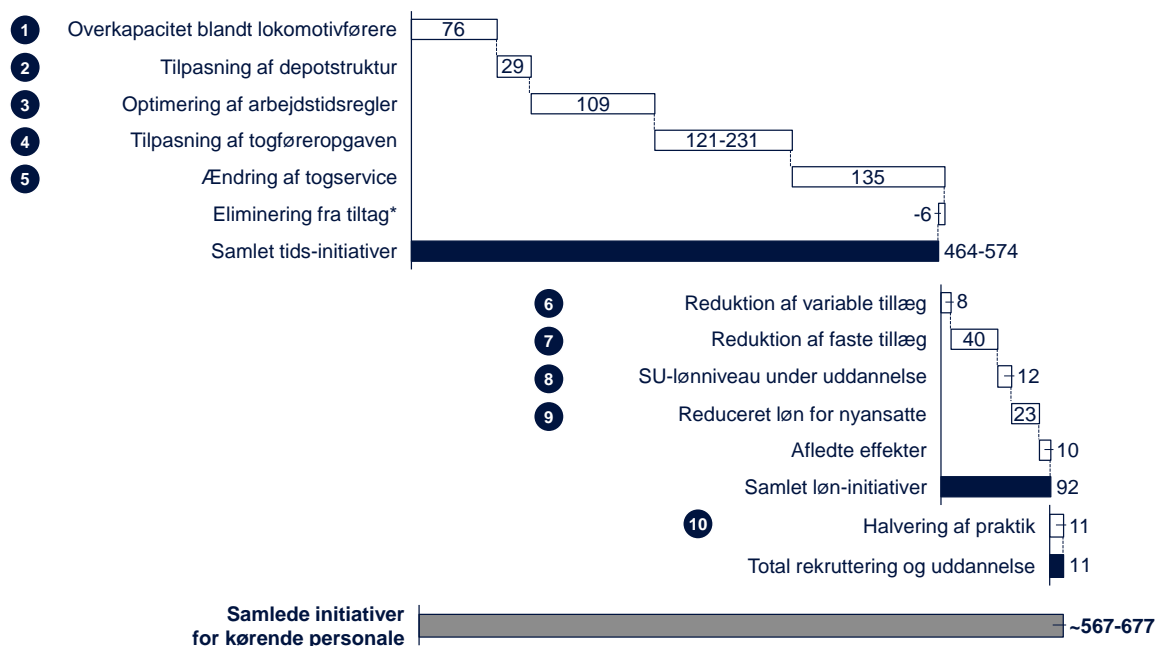 1 Overkapacitet blandt lokomotivførere 76
2 Tilpasning af depotstruktur 29
3 Optimering af arbejdstidsregler 109
4 Tilpasning af togføreropgaven 121-231
5 Ændring af togservice 135
Eliminering fra tiltag* -6
Samlet tids-initiativer 464-574
6 Reduktion af variable tillæg 8
7 Reduktion af faste tillæg 40
8 SU-lønniveau under uddannelse 12
9 Reduceret løn for nyansatte 23
Afledte effekter 10
Samlet løn-initiativer 92
10 Halvering af praktik 11
Total rekruttering og uddannelse 11
Samlede initiativer
for kørende personale ~567-677